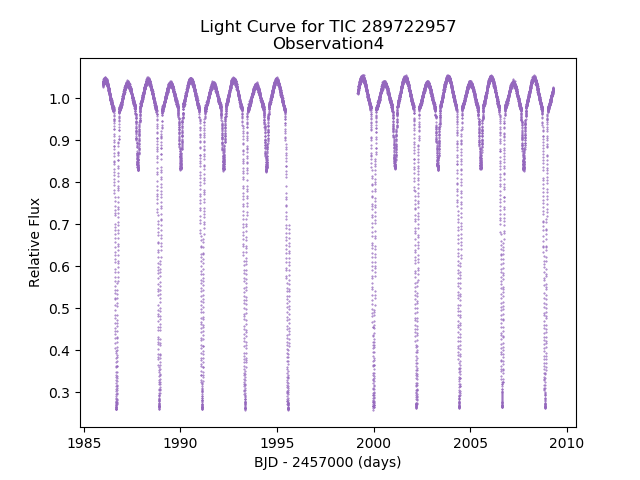 Light Curve for TIC 289722957
Observation4
Relative Flux
1.0
0.9
0.8
0.7
0.6
0.5
0.4
0.3
1985 1990 1995 2000 2005 2010
BJD - 2457000 (days)